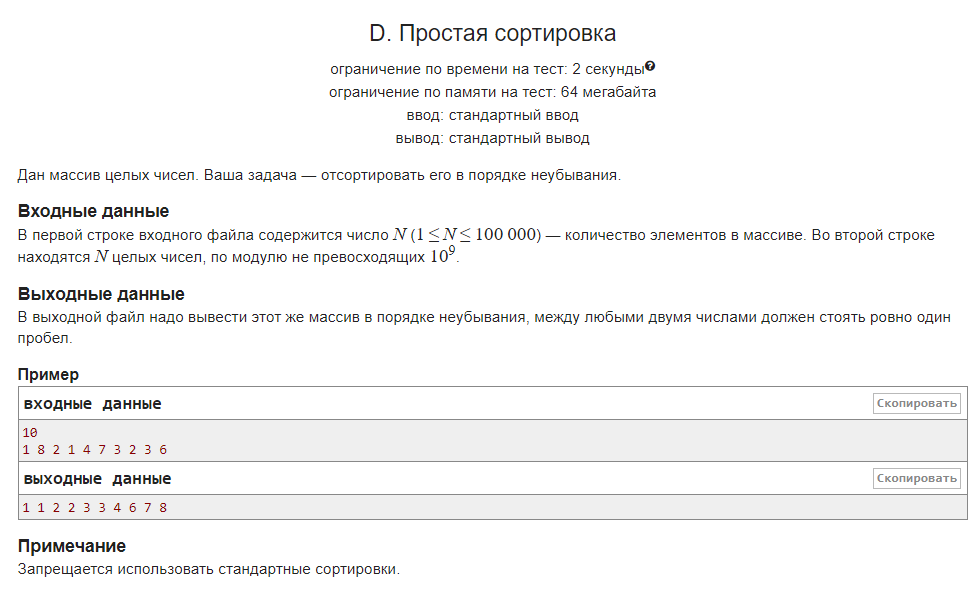 D. Простая сортировка
ограничение по времени на тест: 2 секунды?
ограничение по памяти на тест: 64 мегабайта
ввод: стандартный ввод
вывод: стандартный вывод
Дан массив целых чисел. Ваша задача — отсортировать его в порядке неубывания.
Входные данные
В первой строке входного файла содержится число N (1 ≤ N ≤ 100 000) — количество элементов в массиве. Во второй строке
находятся N целых чисел, по модулю не превосходящих 10⁹.
Выходные данные
В выходной файл надо вывести этот же массив в порядке неубывания, между любыми двумя числами должен стоять ровно один
пробел.
Пример
входные данные Скопировать
10
1 8 2 1 4 7 3 2 3 6
выходные данные Скопировать
1 1 2 2 3 3 4 6 7 8
Примечание
Запрещается использовать стандартные сортировки.